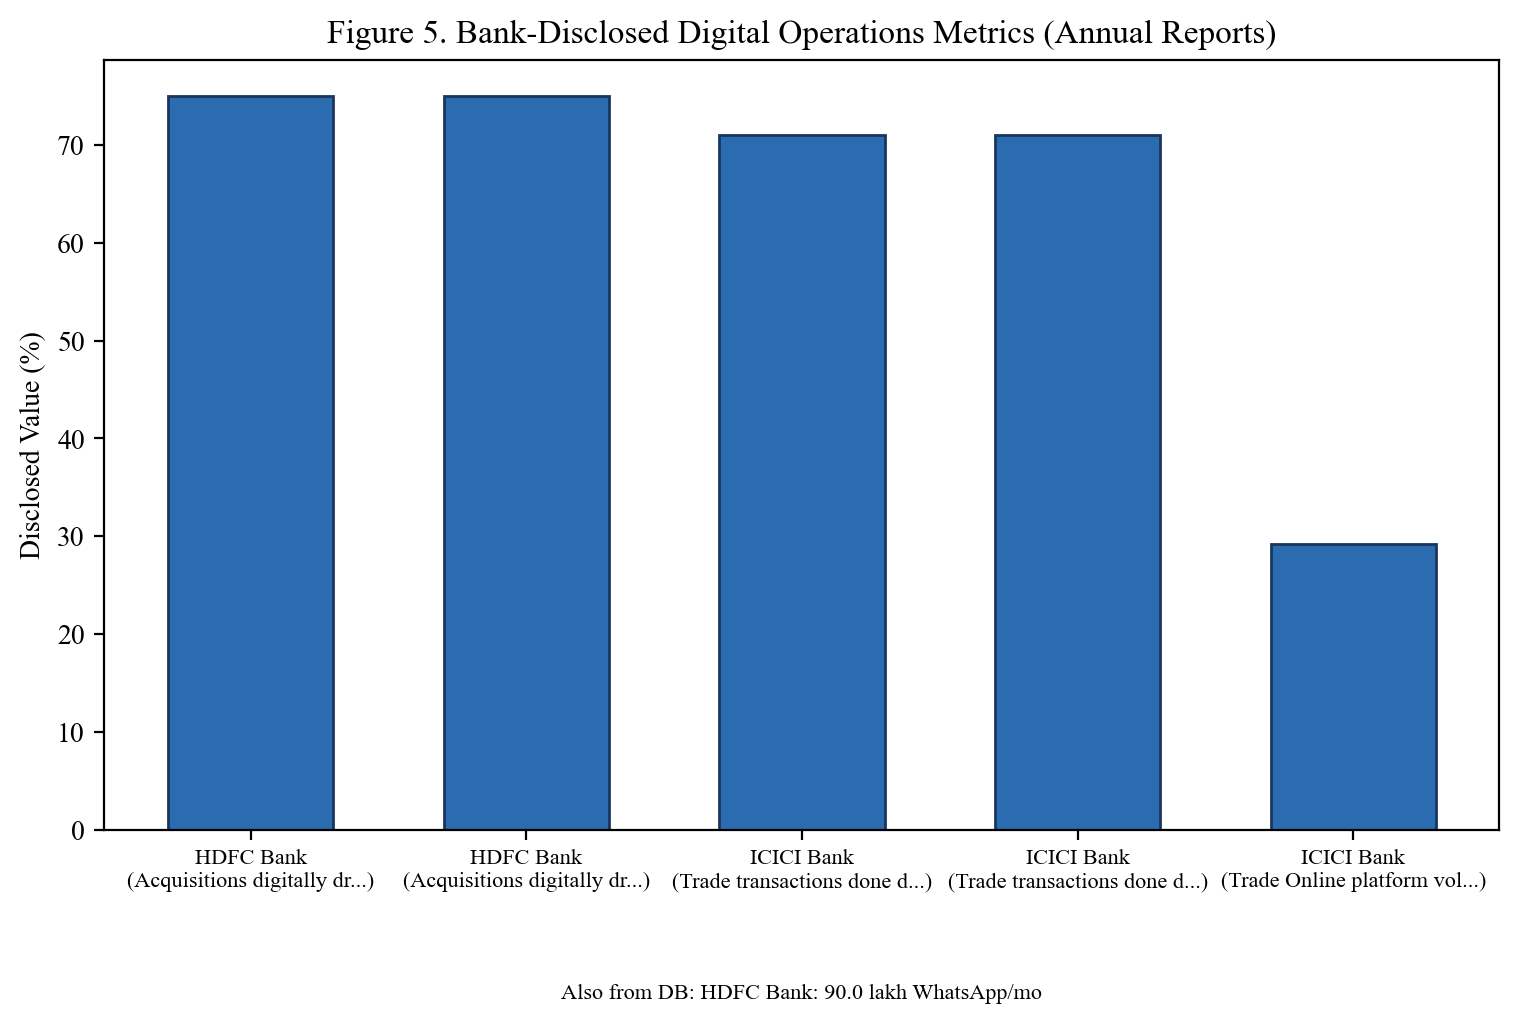 Figure 5. Bank-Disclosed Digital Operations Metrics (Annual Reports)
Disclosed Value (%)
70
60
50
40
30
20
10
0
HDFC Bank
(Acquisitions digitally dr...)
HDFC Bank
(Acquisitions digitally dr...)
ICICI Bank
(Trade transactions done d...)
ICICI Bank
(Trade transactions done d...)
ICICI Bank
(Trade Online platform vol...)
Also from DB: HDFC Bank: 90.0 lakh WhatsApp/mo